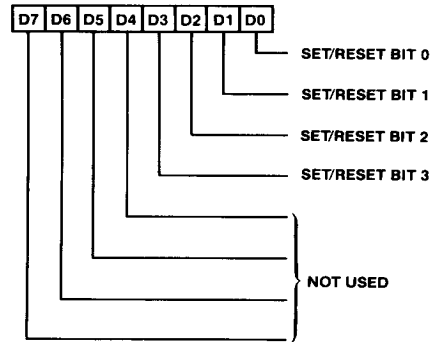 D7 D6 D5 D4 D3 D2 D1 D0
SET/RESET BIT 0
SET/RESET BIT 1
SET/RESET BIT 2
SET/RESET BIT 3
NOT USED